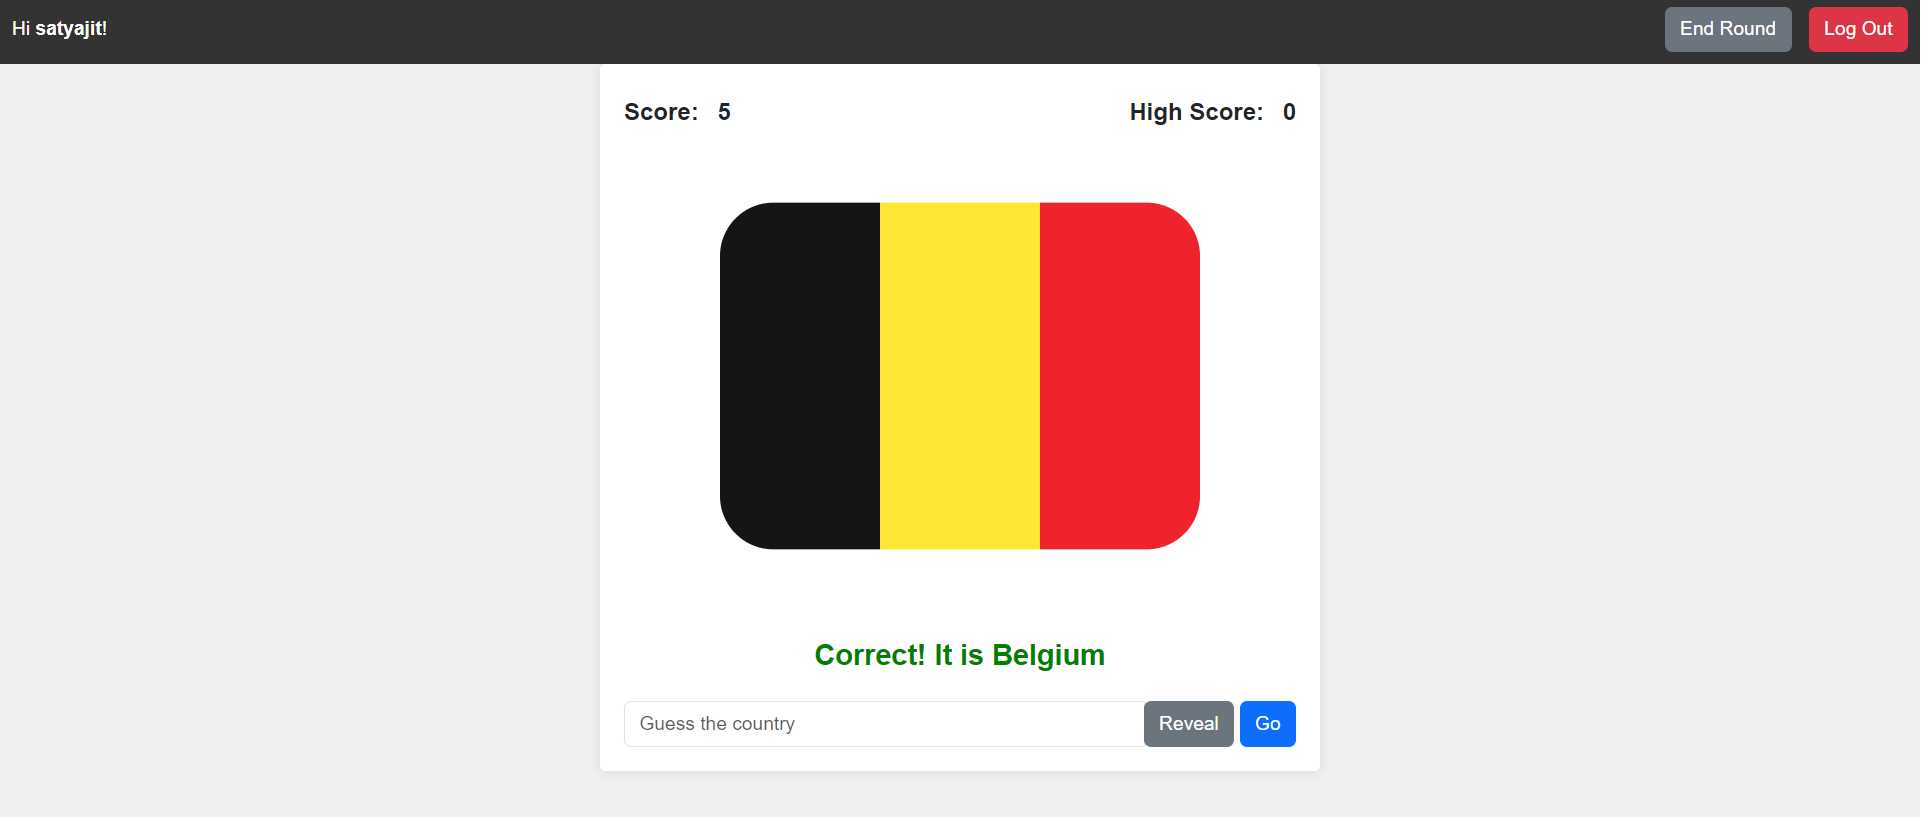 Hi satyajit!
End Round
Log Out
Score: 5
High Score: 0
Correct! It is Belgium
Guess the country
Reveal
Go